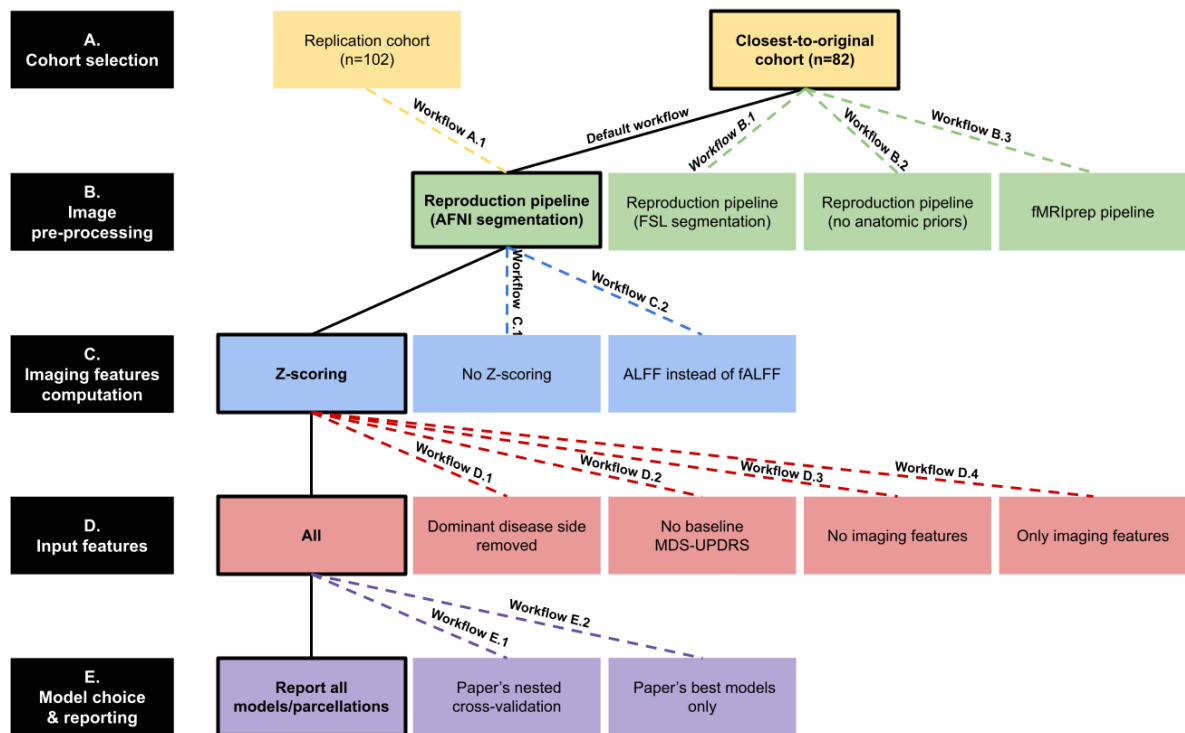 A.
Cohort selection
Replication cohort
(n=102)
Closest-to-original
cohort (n=82)
Workflow A.1
Default workflow
Workflow B.1
Workflow B.2
Workflow B.3
B.
Image
pre-processing
Reproduction pipeline
(AFNI segmentation)
Reproduction pipeline
(FSL segmentation)
Reproduction pipeline
(no anatomic priors)
fMRIprep pipeline
Workflow C.1
Workflow C.2
C.
Imaging features
computation
Z-scoring
No Z-scoring
ALFF instead of fALFF
Workflow D.1
Workflow D.2
Workflow D.3
Workflow D.4
D.
Input features
All
Dominant disease side
removed
No baseline
MDS-UPDRS
No imaging features
Only imaging features
Workflow E.1
Workflow E.2
E.
Model choice
& reporting
Report all
models/parcellations
Paper's nested
cross-validation
Paper's best models
only